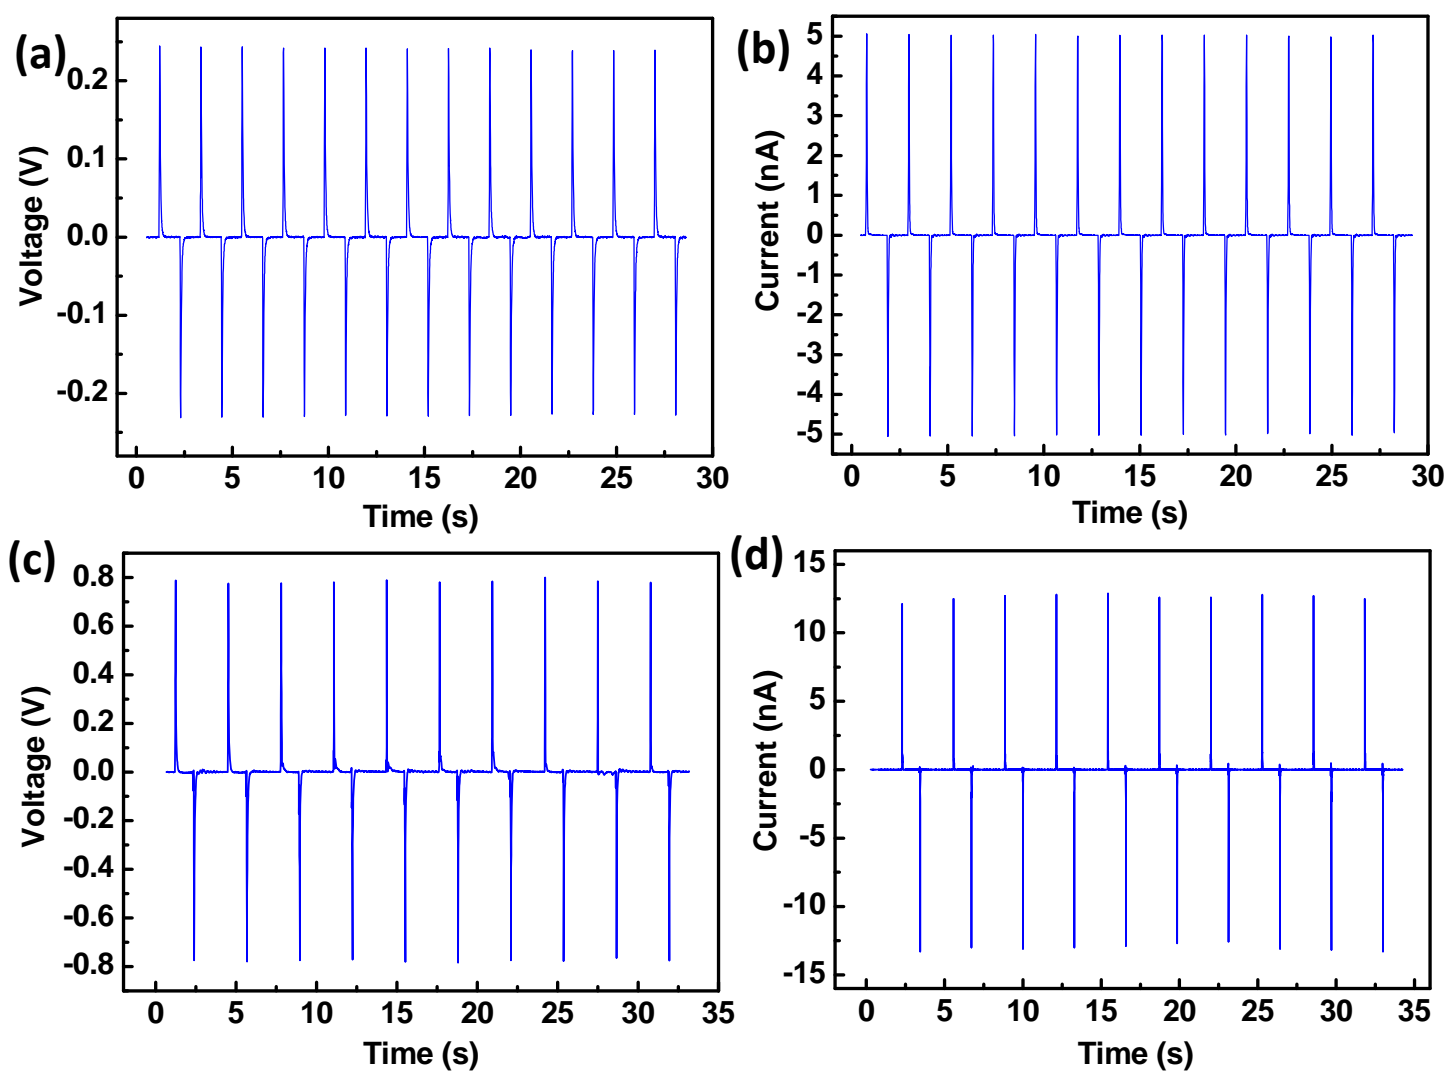 (a)
Voltage (V)
0.2
0.1
0.0
-0.1
-0.2
0 5 10 15 20 25 30
Time (s)
(b)
Current (nA)
5
4
3
2
1
0
-1
-2
-3
-4
-5
0 5 10 15 20 25 30
Time (s)
(c)
Voltage (V)
0.8
0.6
0.4
0.2
0.0
-0.2
-0.4
-0.6
-0.8
0 5 10 15 20 25 30 35
Time (s)
(d)
Current (nA)
15
10
5
0
-5
-10
-15
0 5 10 15 20 25 30 35
Time (s)